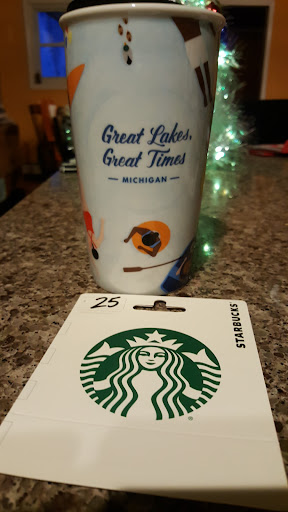 Great Lakes,
Great Times
— MICHIGAN —
25
STARBUCKS
®